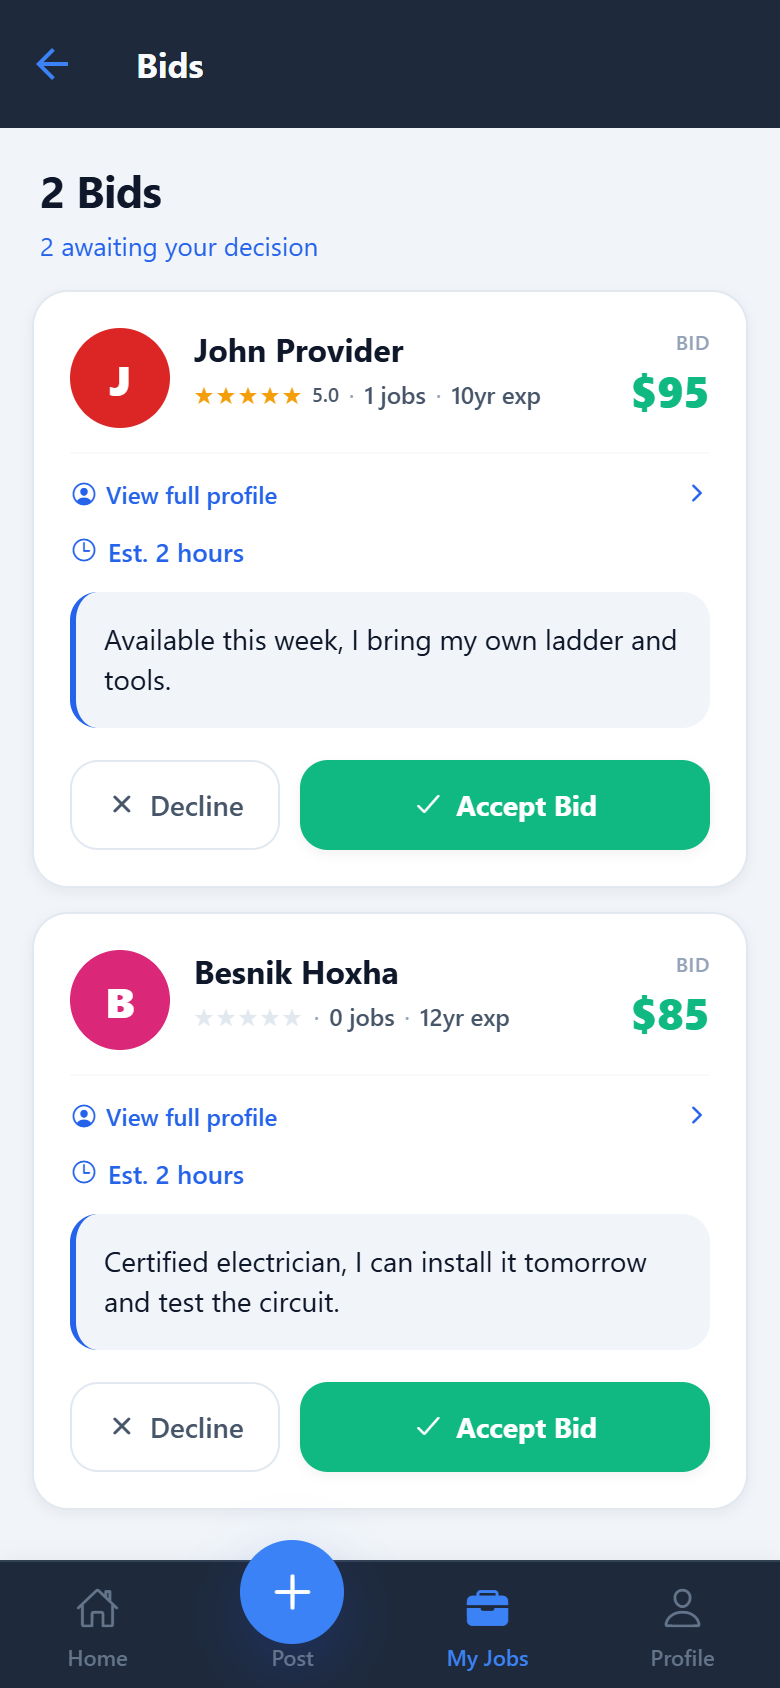 Bids
2 Bids
2 awaiting your decision
J
John Provider
★★★★★ 5.0 · 1 jobs · 10yr exp
BID
$95
View full profile
Est. 2 hours
Available this week, I bring my own ladder and
tools.
Decline
Accept Bid
B
Besnik Hoxha
★★★★★ · 0 jobs · 12yr exp
BID
$85
View full profile
Est. 2 hours
Certified electrician, I can install it tomorrow
and test the circuit.
Decline
Accept Bid
Home
Post
My Jobs
Profile